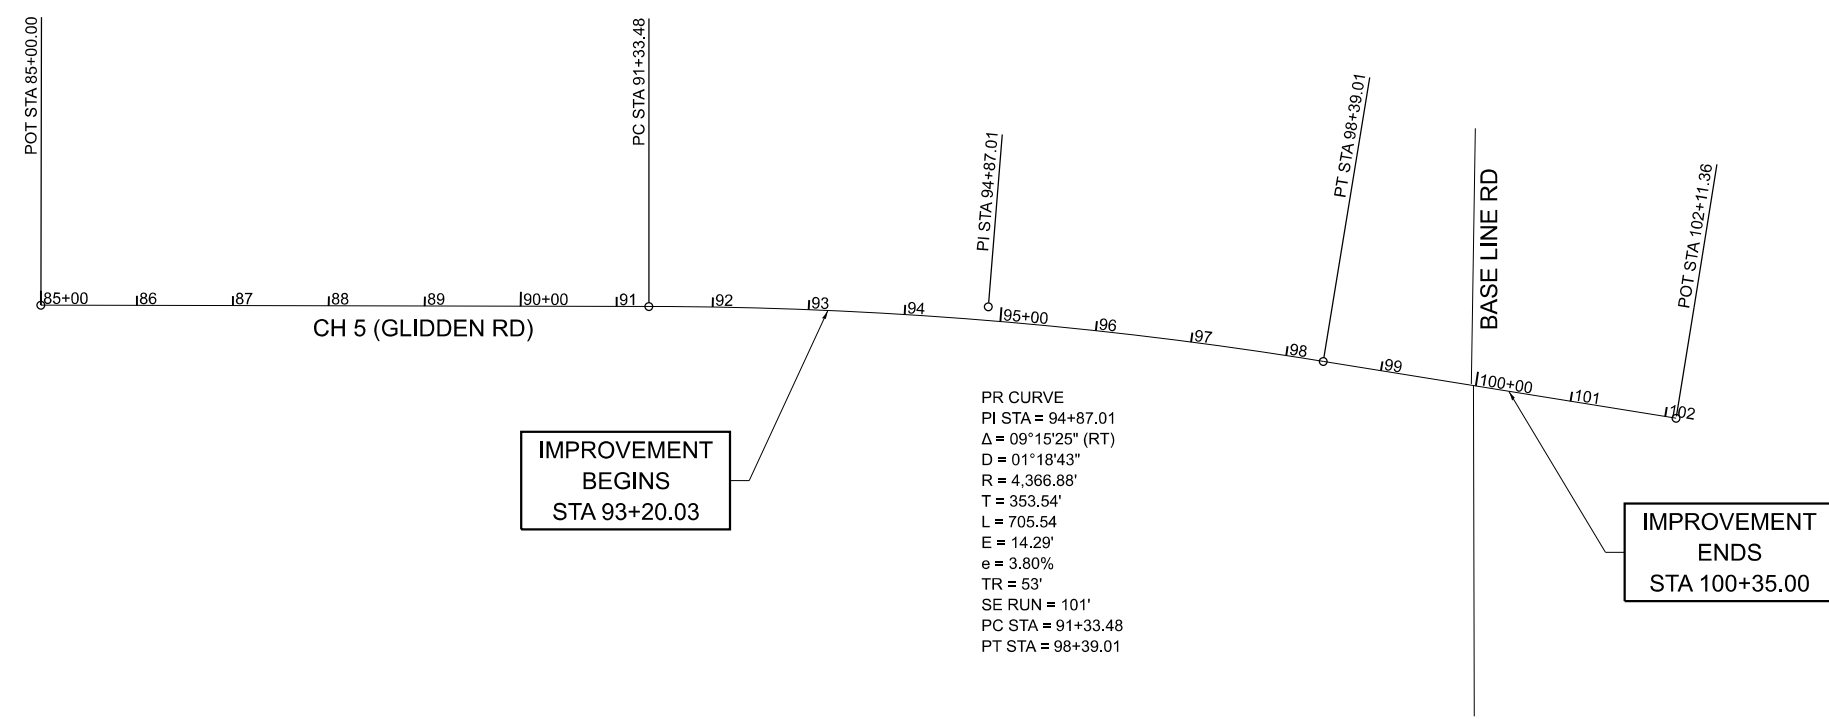 POT STA 85+00.00
PC STA 91+33.48
PI STA 94+87.01
PT STA 98+39.01
BASE LINE RD
POT STA 102+11.36
85+00
86
87
88
89
90+00
91
92
93
94
95+00
96
97
98
99
100+00
101
102
CH 5 (GLIDDEN RD)
IMPROVEMENT
BEGINS
STA 93+20.03
PR CURVE
PI STA = 94+87.01
Δ = 09°15'25" (RT)
D = 01°18'43"
R = 4,366.88'
T = 353.54'
L = 705.54
E = 14.29'
e = 3.80%
TR = 53'
SE RUN = 101'
PC STA = 91+33.48
PT STA = 98+39.01
IMPROVEMENT
ENDS
STA 100+35.00